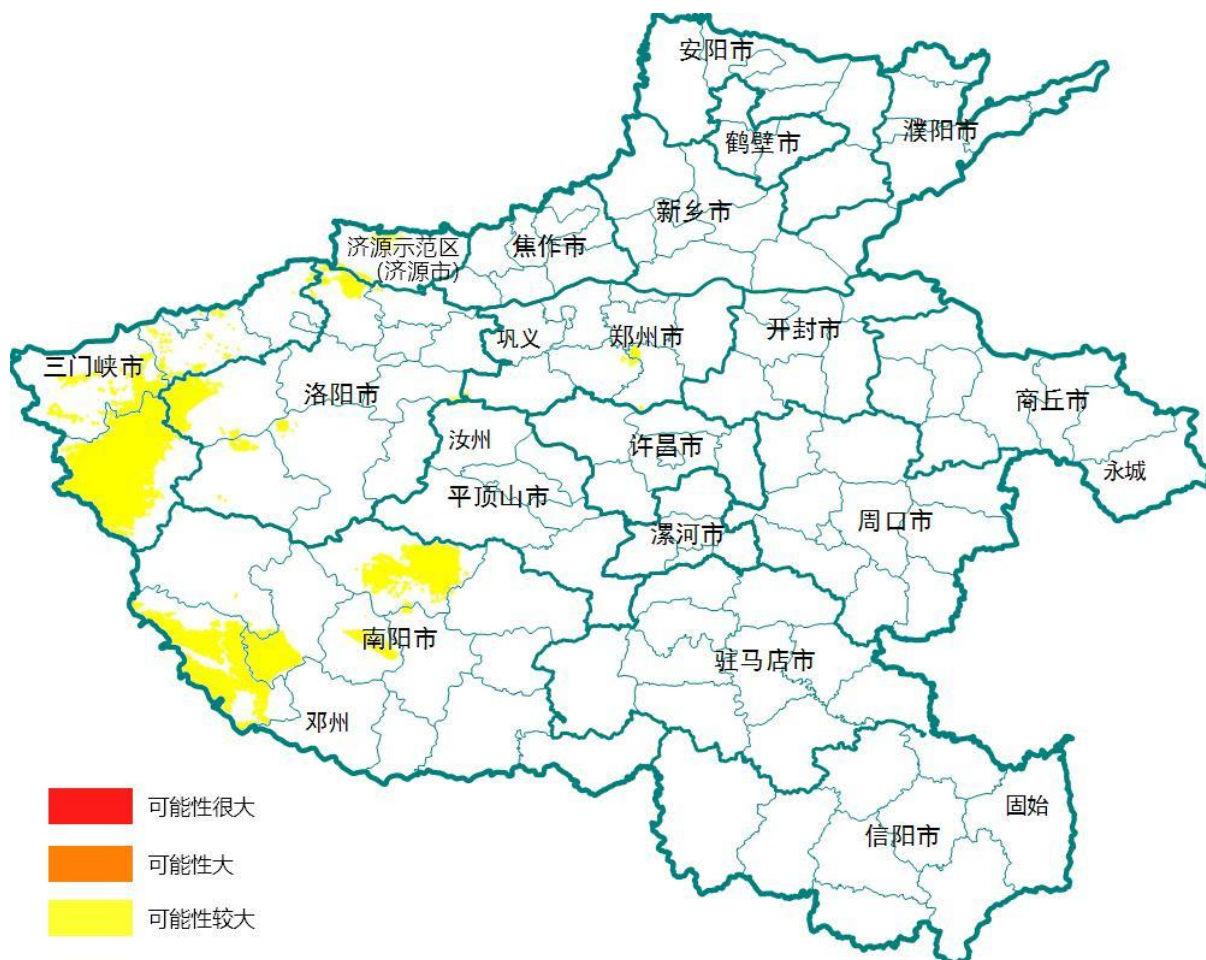 安阳市
鹤壁市
濮阳市
新乡市
济源示范区
(济源市)
焦作市
巩义
郑州市
开封市
三门峡市
洛阳市
商丘市
汝州
许昌市
永城
平顶山市
周口市
漯河市
南阳市
驻马店市
邓州
固始
信阳市
可能性很大
可能性大
可能性较大